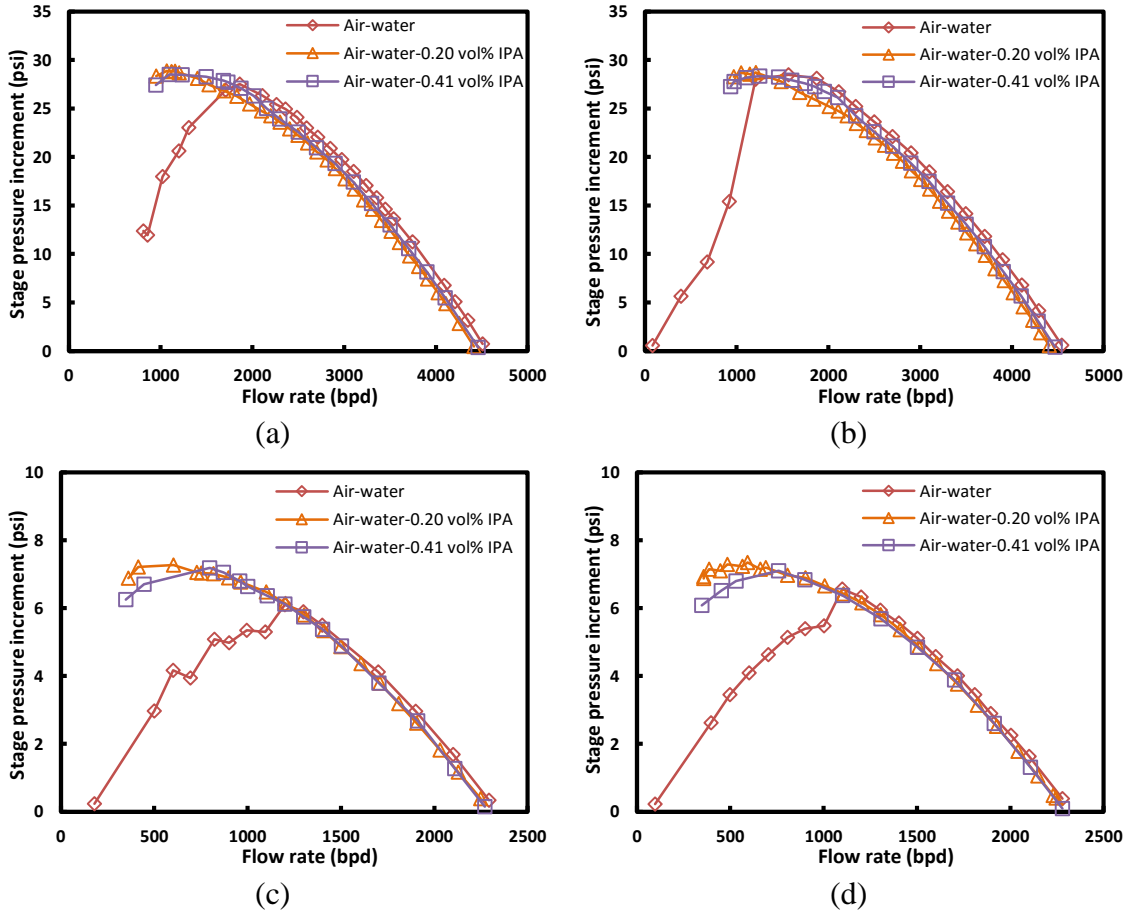 Air-water
Air-water-0.20 vol% IPA
Air-water-0.41 vol% IPA
Stage pressure increment (psi)
35
30
25
20
15
10
5
0
0 1000 2000 3000 4000 5000
Flow rate (bpd)
(a)
Air-water
Air-water-0.20 vol% IPA
Air-water-0.41 vol% IPA
Stage pressure increment (psi)
35
30
25
20
15
10
5
0
0 1000 2000 3000 4000 5000
Flow rate (bpd)
(b)
Air-water
Air-water-0.20 vol% IPA
Air-water-0.41 vol% IPA
Stage pressure increment (psi)
10
8
6
4
2
0
0 500 1000 1500 2000 2500
Flow rate (bpd)
(c)
Air-water
Air-water-0.20 vol% IPA
Air-water-0.41 vol% IPA
Stage pressure increment (psi)
10
8
6
4
2
0
0 500 1000 1500 2000 2500
Flow rate (bpd)
(d)